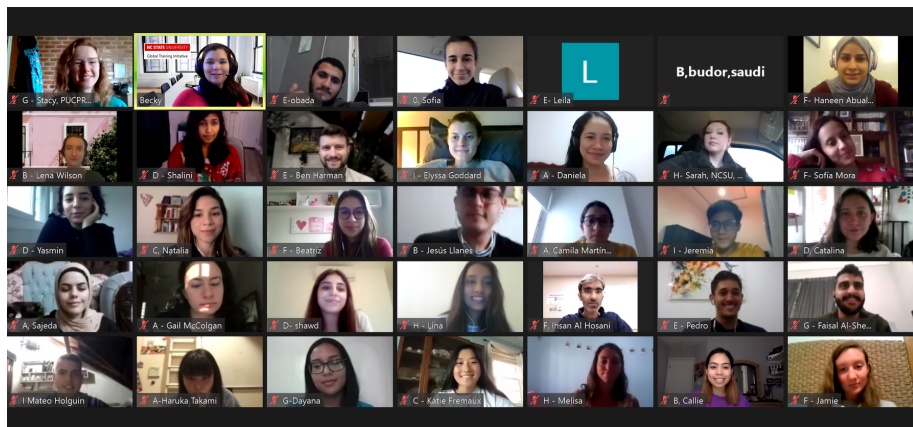 G - Stacy, PUCPR...
NC STATE UNIVERSITY
Global Training Initiative
Becky
E-obada
0, Sofia
L
E- Leila
B,budor,saudi
F- Haneen Abual...
B - Lena Wilson
D - Shalini
E - Ben Harman
I - Elyssa Goddard
A - Daniela
H- Sarah, NCSU, ...
F- Sofía Mora
D - Yasmin
C, Natalia
F - Beatriz
B - Jesús Llanes
A, Camila Martín...
I - Jeremia
D, Catalina
A, Sajeda
A - Gail McColgan
D- shawd
H - Lina
F, Ihsan Al Hosani
E - Pedro
G - Faisal Al-She...
I Mateo Holguin
A-Haruka Takami
G-Dayana
C - Katie Fremaux
H - Melisa
B, Callie
F - Jamie